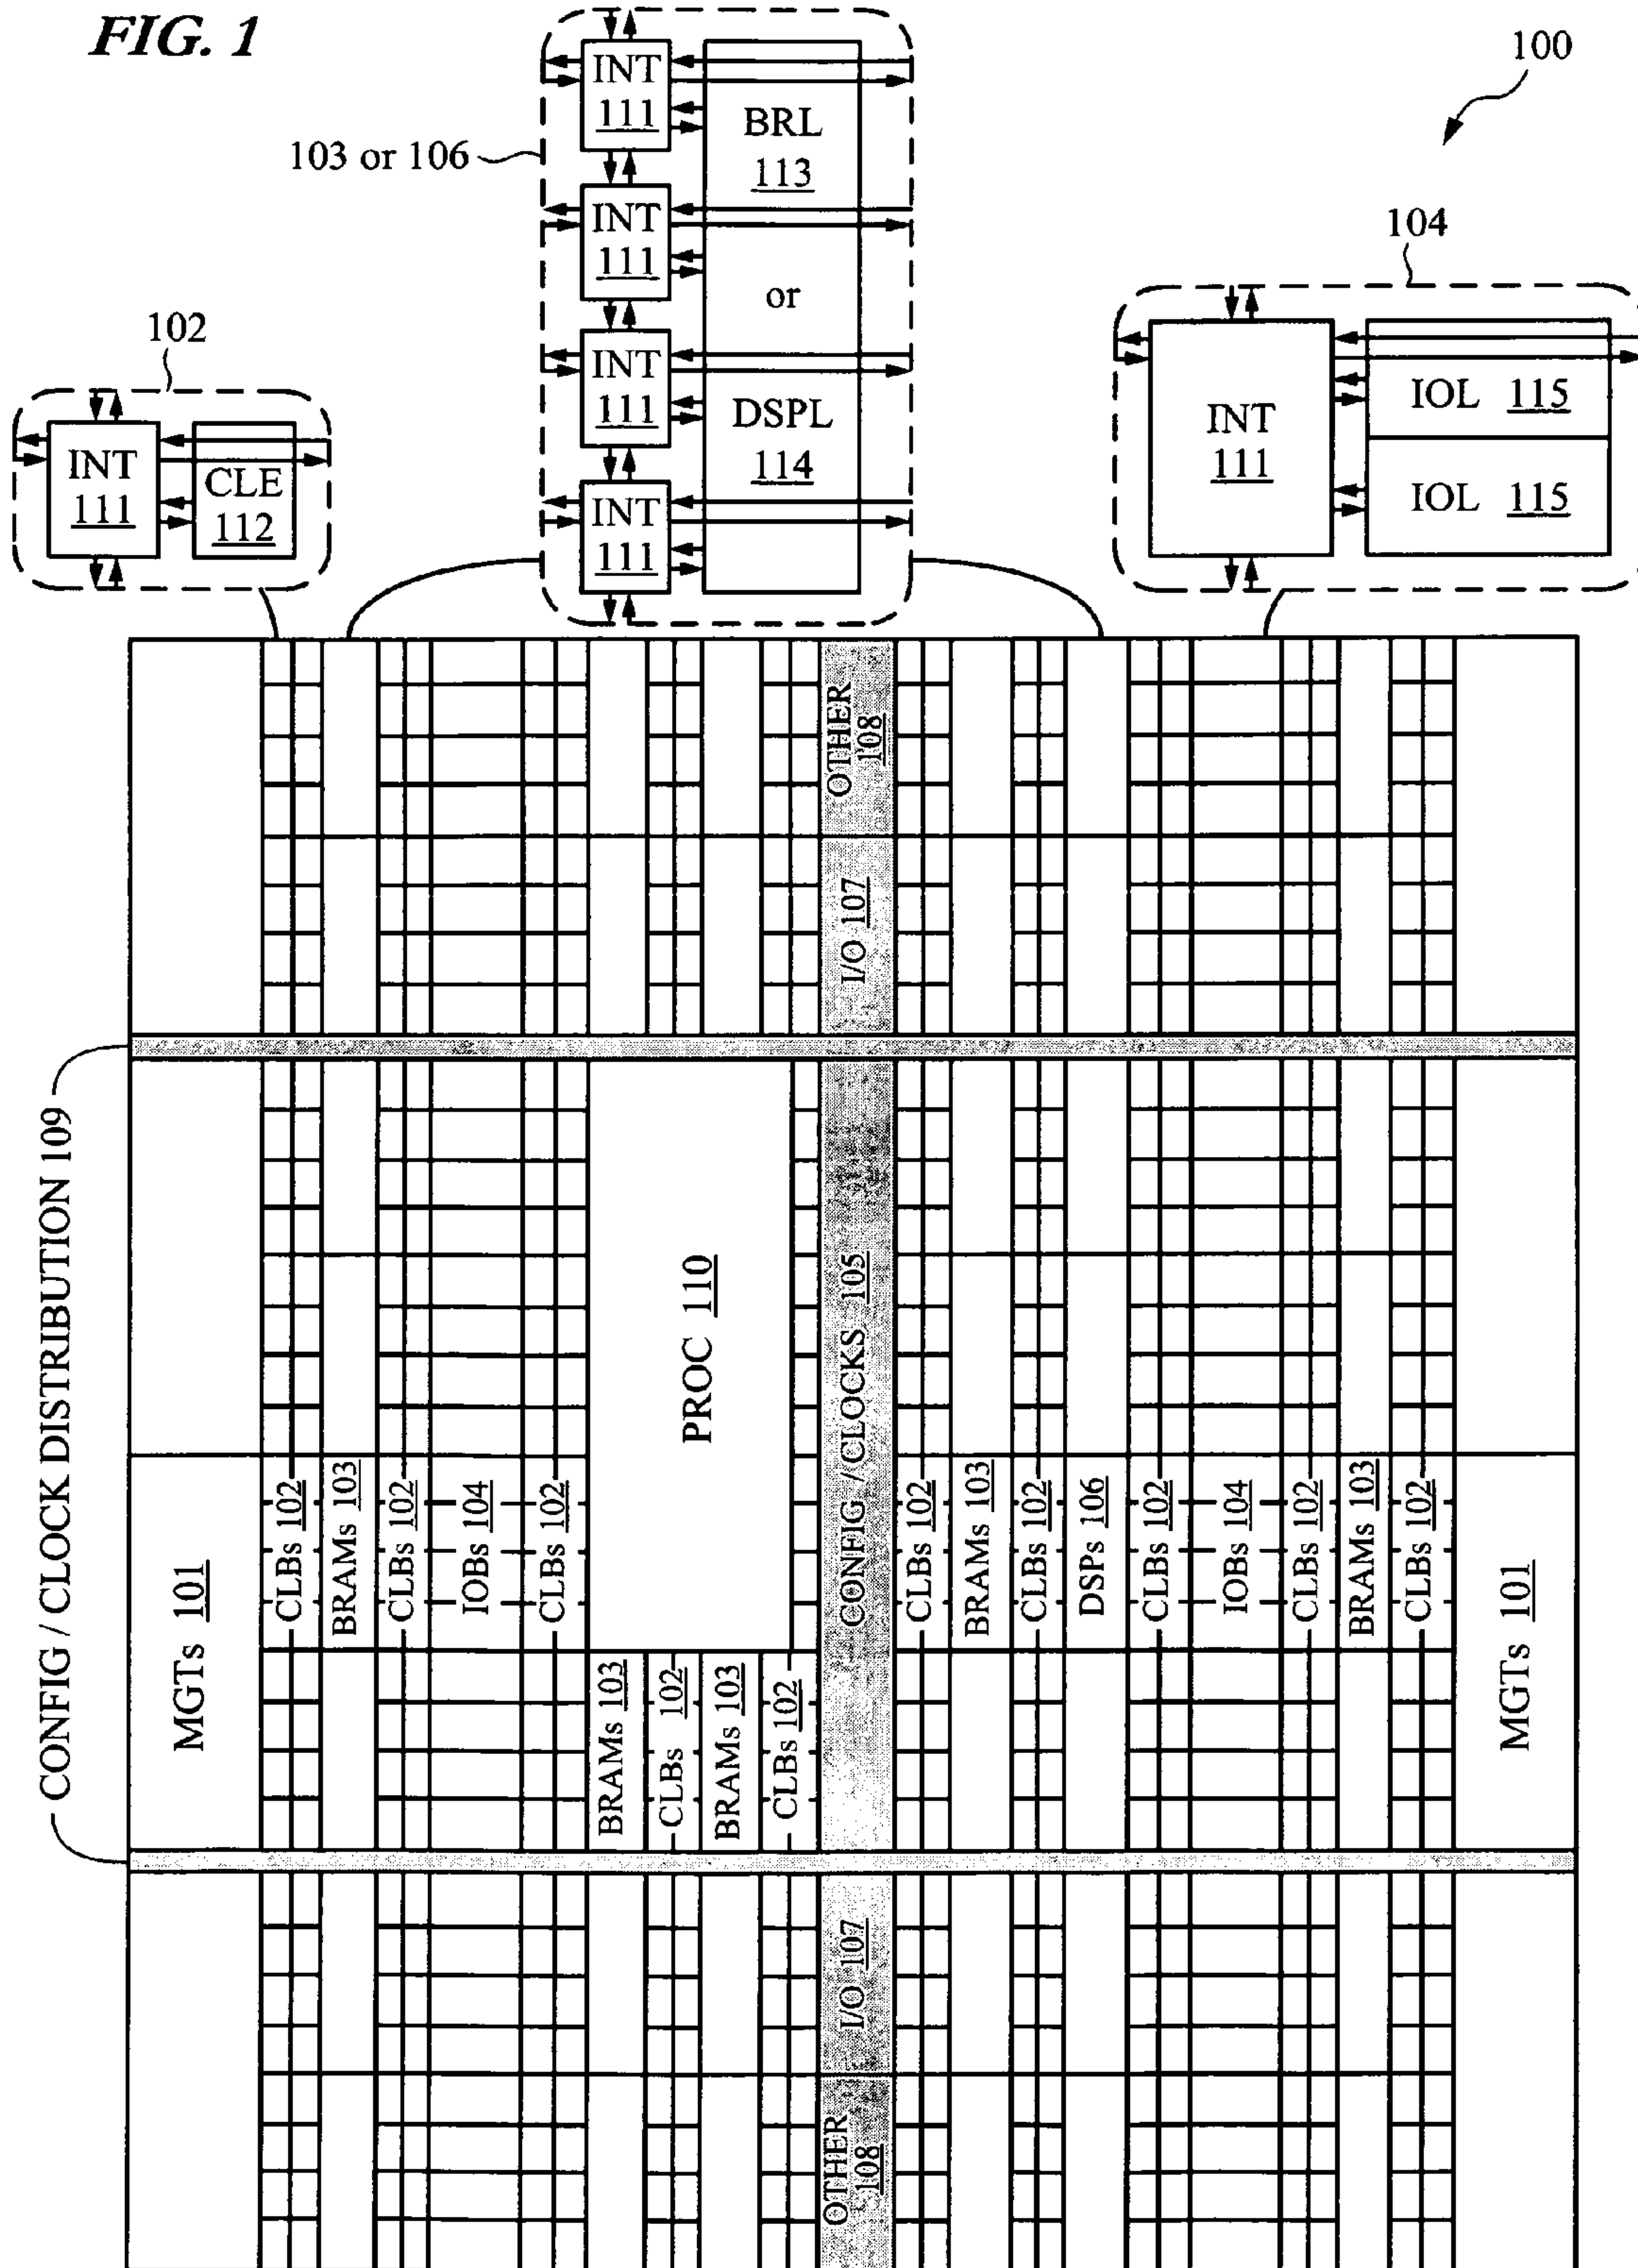 FIG. 1
100
103 or 106
INT
111
INT
111
INT
111
INT
111
BRL
113
or
DSPL
114
104
INT
111
IOL 115
IOL 115
102
INT
111
CLE
112
OTHER
108
I/O 107
CONFIG / CLOCK DISTRIBUTION 109
PROC 110
CONFIG / CLOCKS 105
MGTs 101
CLBs 102
BRAMs 103
CLBs 102
IOBs 104
CLBs 102
BRAMs 103
CLBs 102
BRAMs 103
CLBs 102
CLBs 102
BRAMs 103
CLBs 102
DSPs 106
CLBs 102
IOBs 104
CLBs 102
BRAMs 103
CLBs 102
MGTs 101
I/O 107
OTHER
108